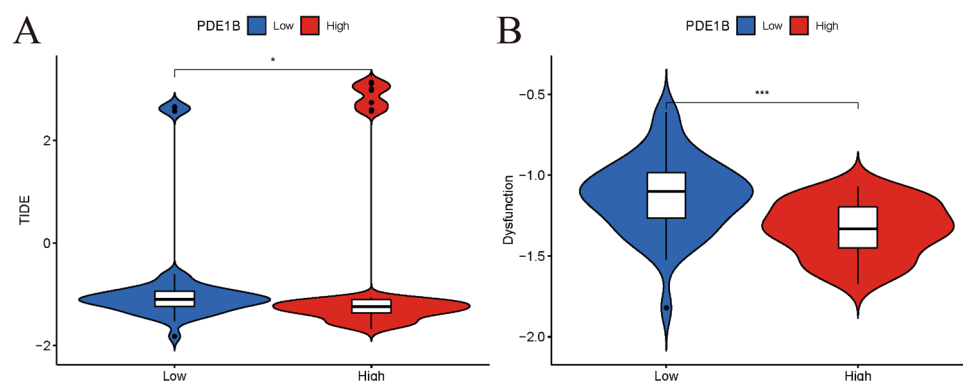 A
PDE1B Low High
*
TIDE
2
0
−2
Low High
B
PDE1B Low High
***
Dysfunction
−0.5
−1.0
−1.5
−2.0
Low High